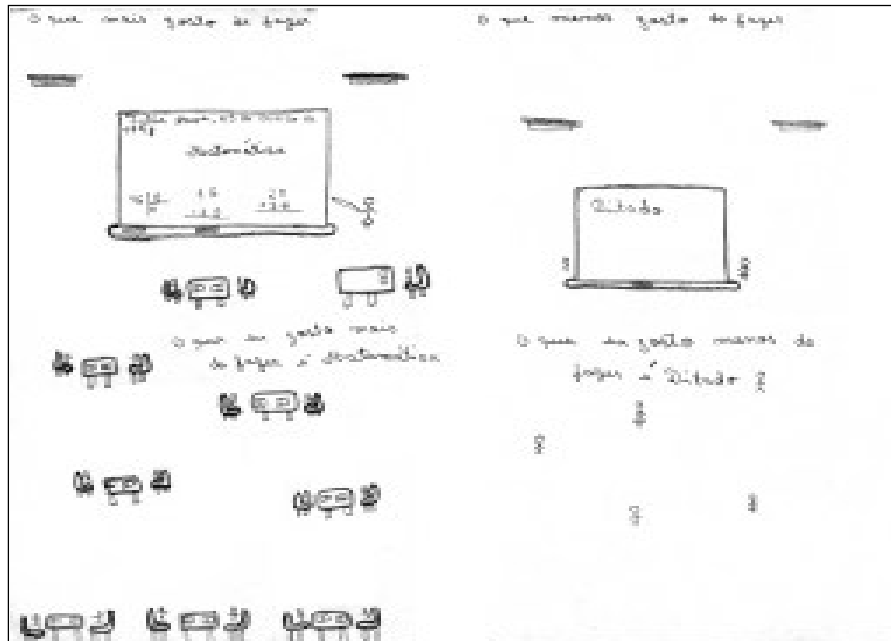 O que mais gosto de fazer
Matemática
O que eu gosto mais
de fazer é Matemática
O que menos gosto de fazer
Ditado
O que eu gosto menos de
fazer é Ditado